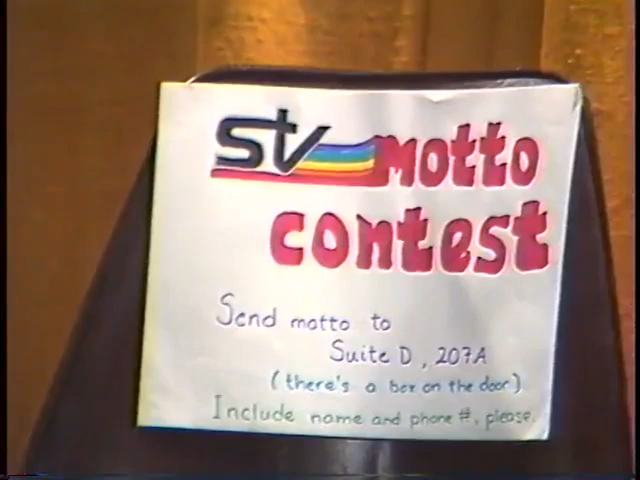 stv motto
contest
Send motto to
Suite D, 207A
(there's a box on the door)
Include name and phone #, please.